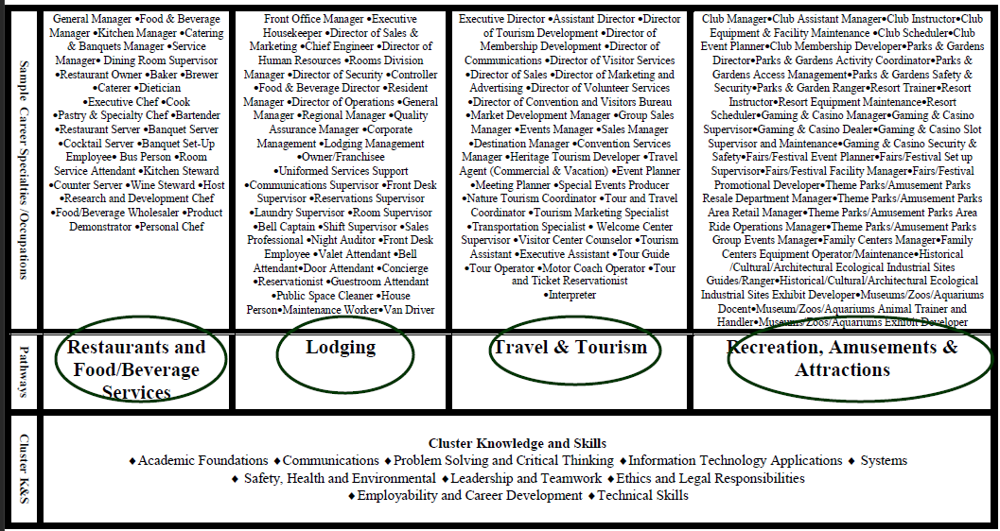 Sample Career Specialties /Occupations
General Manager •Food & Beverage
Manager •Kitchen Manager •Catering
& Banquets Manager •Service
Manager• Dining Room Supervisor
•Restaurant Owner •Baker •Brewer
•Caterer •Dietician
•Executive Chef •Cook
•Pastry & Specialty Chef •Bartender
•Restaurant Server •Banquet Server
•Cocktail Server •Banquet Set-Up
Employee• Bus Person •Room
Service Attendant •Kitchen Steward
•Counter Server •Wine Steward •Host
•Research and Development Chef
•Food/Beverage Wholesaler •Product
Demonstrator •Personal Chef
Front Office Manager •Executive
Housekeeper •Director of Sales &
Marketing •Chief Engineer •Director of
Human Resources •Rooms Division
Manager •Director of Security •Controller
•Food & Beverage Director •Resident
Manager •Director of Operations •General
Manager •Regional Manager •Quality
Assurance Manager •Corporate
Management •Lodging Management
•Owner/Franchisee
•Uniformed Services Support
•Communications Supervisor •Front Desk
Supervisor •Reservations Supervisor
•Laundry Supervisor •Room Supervisor
•Bell Captain •Shift Supervisor •Sales
Professional •Night Auditor •Front Desk
Employee •Valet Attendant •Bell
Attendant•Door Attendant •Concierge
•Reservationist •Guestroom Attendant
•Public Space Cleaner •House
Person•Maintenance Worker•Van Driver
Executive Director •Assistant Director •Director
of Tourism Development •Director of
Membership Development •Director of
Communications •Director of Visitor Services
•Director of Sales •Director of Marketing and
Advertising •Director of Volunteer Services
•Director of Convention and Visitors Bureau
•Market Development Manager •Group Sales
Manager •Events Manager •Sales Manager
•Destination Manager •Convention Services
Manager •Heritage Tourism Developer •Travel
Agent (Commercial & Vacation) •Event Planner
•Meeting Planner •Special Events Producer
•Nature Tourism Coordinator •Tour and Travel
Coordinator •Tourism Marketing Specialist
•Transportation Specialist • Welcome Center
Supervisor •Visitor Center Counselor •Tourism
Assistant •Executive Assistant •Tour Guide
•Tour Operator •Motor Coach Operator •Tour
and Ticket Reservationist
•Interpreter
Club Manager•Club Assistant Manager•Club Instructor•Club
Equipment & Facility Maintenance •Club Scheduler•Club
Event Planner•Club Membership Developer•Parks & Gardens
Director•Parks & Gardens Activity Coordinator•Parks &
Gardens Access Management•Parks & Gardens Safety &
Security•Parks & Garden Ranger•Resort Trainer•Resort
Instructor•Resort Equipment Maintenance•Resort
Scheduler•Gaming & Casino Manager•Gaming & Casino
Supervisor•Gaming & Casino Dealer•Gaming & Casino Slot
Supervisor and Maintenance•Gaming & Casino Security &
Safety•Fairs/Festival Event Planner•Fairs/Festival Set up
Supervisor•Fairs/Festival Facility Manager•Fairs/Festival
Promotional Developer•Theme Parks/Amusement Parks
Resale Department Manager•Theme Parks/Amusement Parks
Area Retail Manager•Theme Parks/Amusement Parks Area
Ride Operations Manager•Theme Parks/Amusement Parks
Group Events Manager•Family Centers Manager•Family
Centers Equipment Operator/Maintenance•Historical
/Cultural/Architectural Ecological Industrial Sites
Guides/Ranger•Historical/Cultural/Architectural Ecological
Industrial Sites Exhibit Developer•Museums/Zoos/Aquariums
Docent•Museum/Zoos/Aquariums Animal Trainer and
Handler•Museums/Zoos/Aquariums Exhibit Developer
Pathways
Restaurants and
Food/Beverage
Services
Lodging
Travel & Tourism
Recreation, Amusements &
Attractions
Cluster K&S
Cluster Knowledge and Skills
♦Academic Foundations ♦Communications ♦Problem Solving and Critical Thinking ♦Information Technology Applications ♦ Systems
♦ Safety, Health and Environmental ♦Leadership and Teamwork ♦Ethics and Legal Responsibilities
♦Employability and Career Development ♦Technical Skills